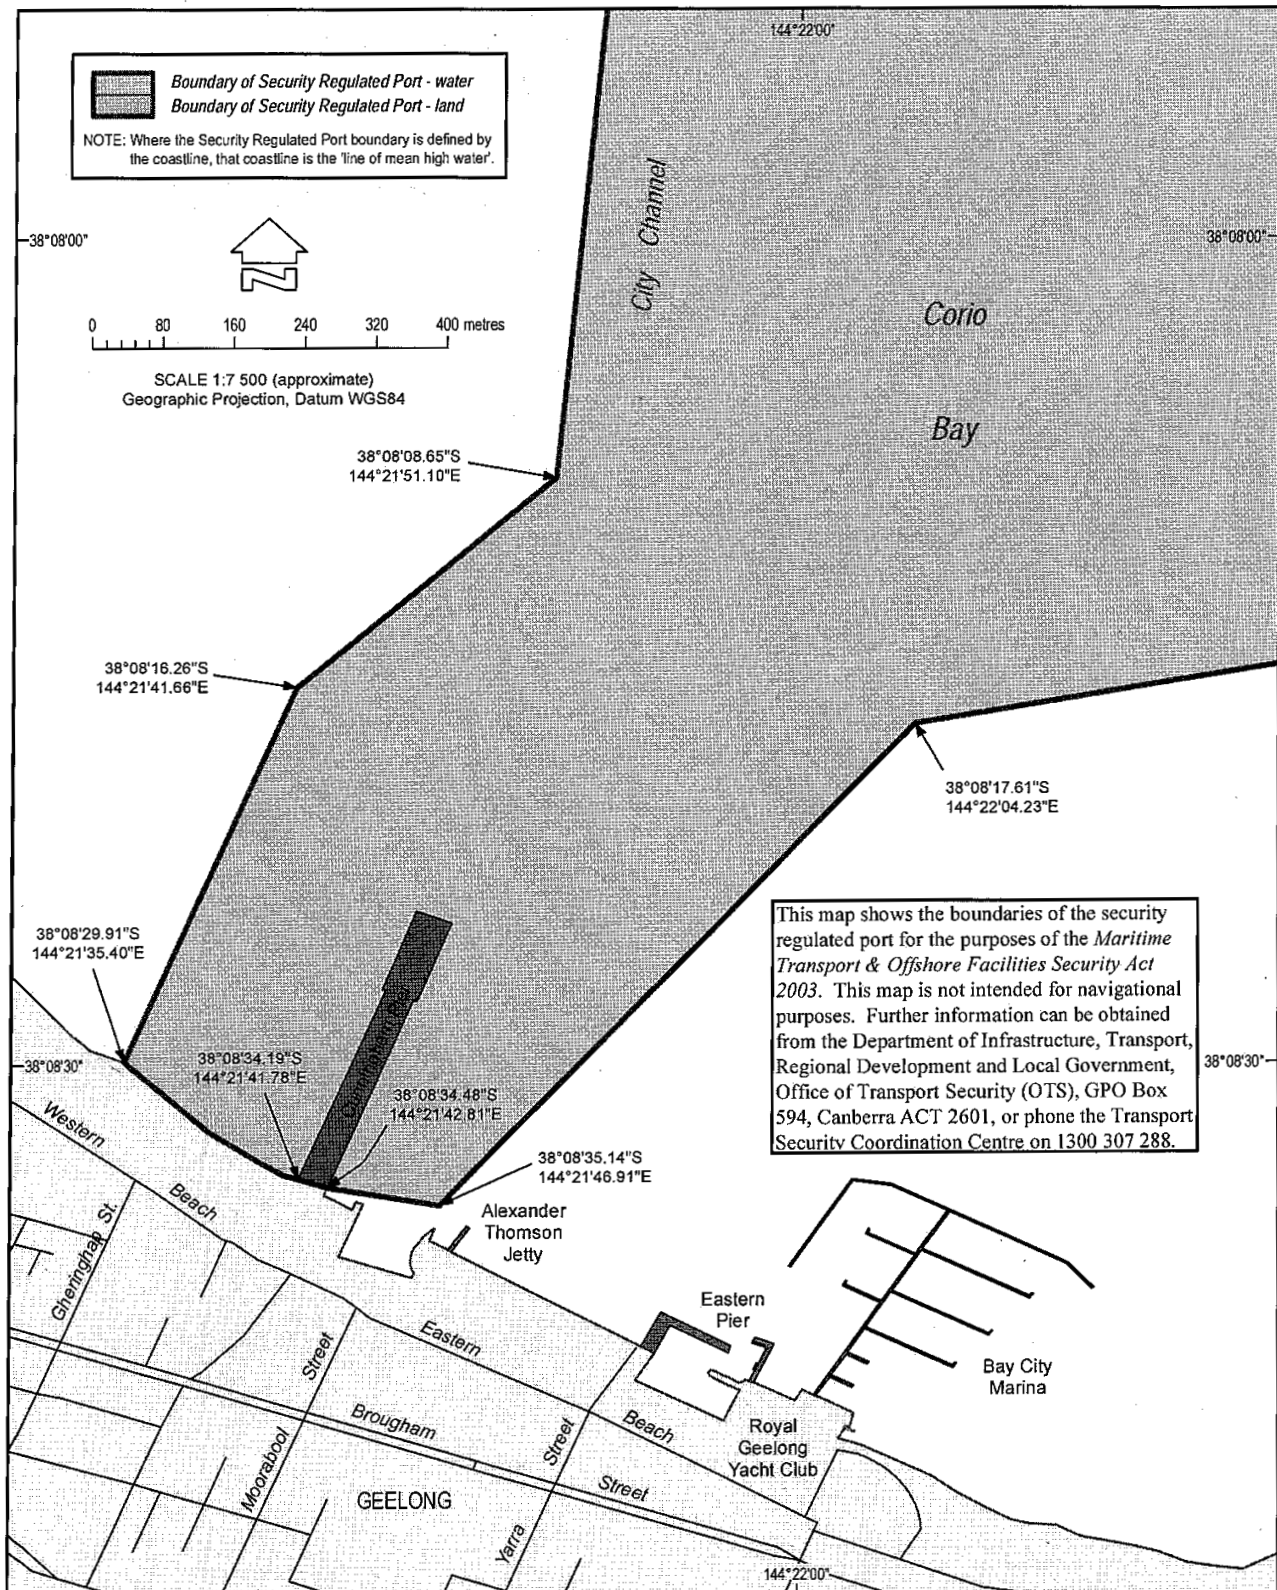 144°22'00"
Boundary of Security Regulated Port - water
Boundary of Security Regulated Port - land
NOTE: Where the Security Regulated Port boundary is defined by
the coastline, that coastline is the 'line of mean high water'.
City Channel
38°08'00"
38°08'00"
N
Corio
0 80 160 240 320 400 metres
SCALE 1:7 500 (approximate)
Geographic Projection, Datum WGS84
Bay
38°08'08.65"S
144°21'51.10"E
38°08'16.26"S
144°21'41.66"E
38°08'17.61"S
144°22'04.23"E
This map shows the boundaries of the security
regulated port for the purposes of the Maritime
Transport & Offshore Facilities Security Act
2003. This map is not intended for navigational
purposes. Further information can be obtained
from the Department of Infrastructure, Transport,
Regional Development and Local Government,
Office of Transport Security (OTS), GPO Box
594, Canberra ACT 2601, or phone the Transport
Security Coordination Centre on 1300 307 288.
38°08'29.91"S
144°21'35.40"E
Cunningham Pier
38°08'30"
38°08'30"
38°08'34.19"S
144°21'41.78"E
38°08'34.48"S
144°21'42.81"E
38°08'35.14"S
144°21'46.91"E
Western
Beach
Alexander
Thomson
Jetty
Gheringhap St.
Eastern
Pier
Eastern
Beach
Bay City
Marina
Moorabool Street
Brougham
Street
Royal
Geelong
Yacht Club
Yarra Street
GEELONG
144°22'00"